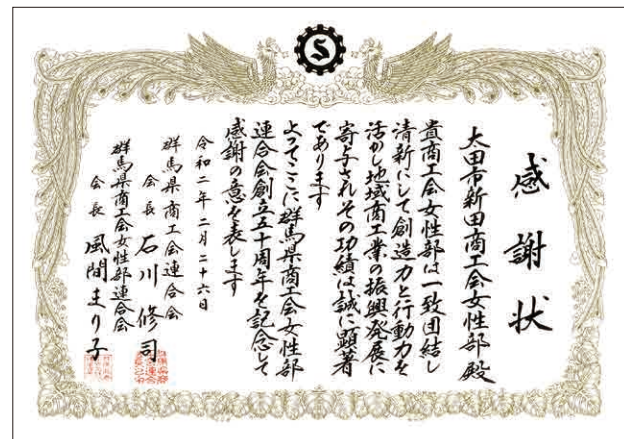 S
感謝状
太田市新田商工会女性部殿
貴商工会女性部は一致団結し
清新にして創造力と行動力を
活かし地域商工業の振興発展に
寄与されその功績は誠に顕著
であります
よってここに群馬県商工会女性部
連合会創立五十周年を記念して
感謝の意を表します
令和二年二月二十六日
群馬県商工会連合会
会長 石川修司
群馬県商工会女性部連合会
会長 風間まり子